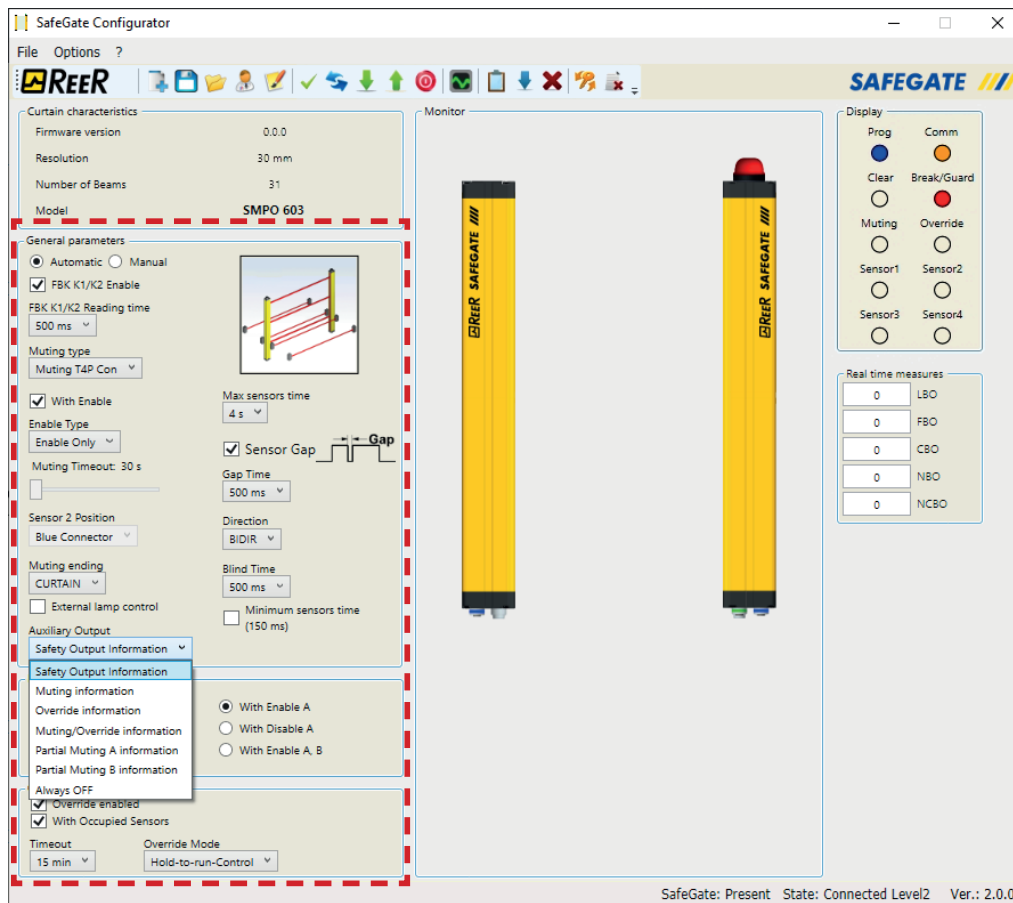 SafeGate Configurator
File Options ?
REER
SAFEGATE
Curtain characteristics
Firmware version 0.0.0
Resolution 30 mm
Number of Beams 31
Model SMPO 603
General parameters
Automatic Manual
FBK K1/K2 Enable
FBK K1/K2 Reading time
500 ms
Muting type
Muting T4P Con
With Enable
Enable Type
Enable Only
Muting Timeout: 30 s
Sensor 2 Position
Blue Connector
Muting ending
CURTAIN
External lamp control
Auxiliary Output
Safety Output Information
Safety Output Information
Muting information
Override information
Muting/Override information
Partial Muting A information
Partial Muting B information
Always OFF
Max sensors time
4 s
Sensor Gap
Gap
Gap Time
500 ms
Direction
BIDIR
Blind Time
500 ms
Minimum sensors time
(150 ms)
With Enable A
With Disable A
With Enable A, B
Override enabled
With Occupied Sensors
Timeout Override Mode
15 min Hold-to-run-Control
Monitor
REER SAFEGATE
REER SAFEGATE
Display
Prog Comm
Clear Break/Guard
Muting Override
Sensor1 Sensor2
Sensor3 Sensor4
Real time measures
0 LBO
0 FBO
0 CBO
0 NBO
0 NCBO
SafeGate: Present State: Connected Level2 Ver.: 2.0.0